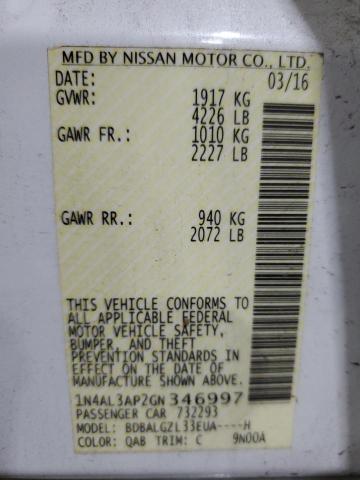 MFD BY NISSAN MOTOR CO., LTD.
DATE: 03/16
GVWR: 1917 KG
4226 LB
GAWR FR.: 1010 KG
2227 LB
GAWR RR.: 940 KG
2072 LB
THIS VEHICLE CONFORMS TO
ALL APPLICABLE FEDERAL
MOTOR VEHICLE SAFETY,
BUMPER, AND THEFT
PREVENTION STANDARDS IN
EFFECT ON THE DATE OF
MANUFACTURE SHOWN ABOVE.
1N4AL3AP2GN346997
PASSENGER CAR 732293
MODEL: BDBALGZL33EUA----H
COLOR: QAB TRIM: C 9N00A